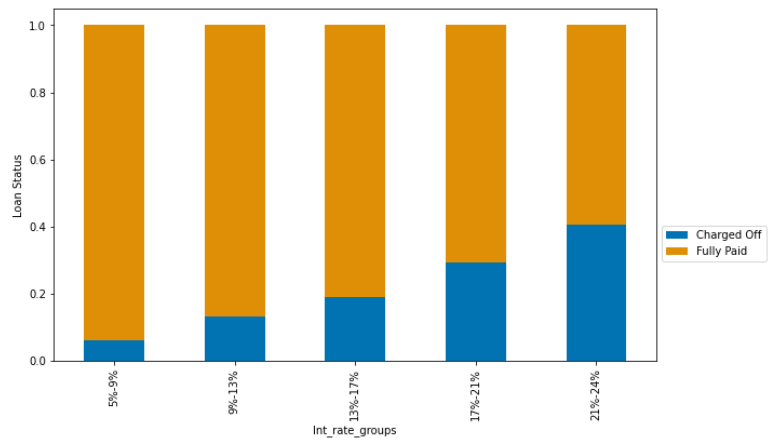 1.0
0.8
0.6
0.4
0.2
0.0
Loan Status
5%-9%
9%-13%
13%-17%
17%-21%
21%-24%
Int_rate_groups
Charged Off
Fully Paid